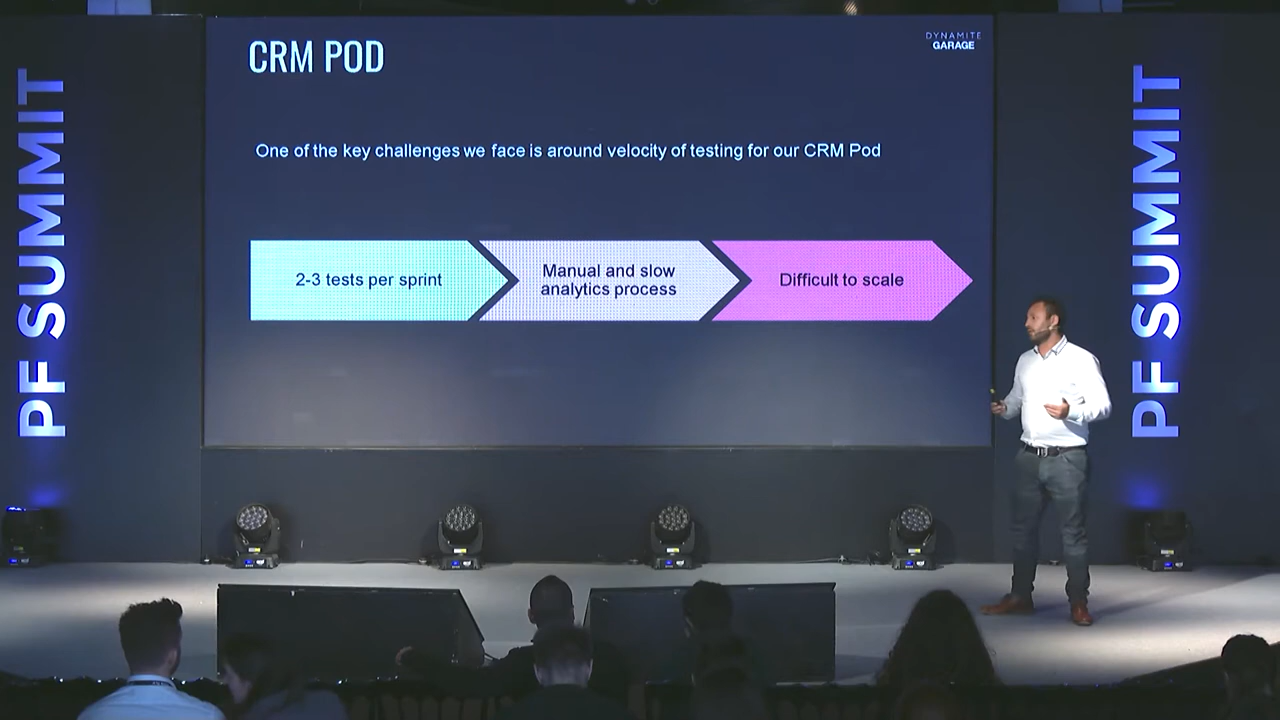 PF SUMMIT
CRM POD
DYNAMITE
GARAGE
One of the key challenges we face is around velocity of testing for our CRM Pod
2-3 tests per sprint
Manual and slow
analytics process
Difficult to scale
PF SUMMIT